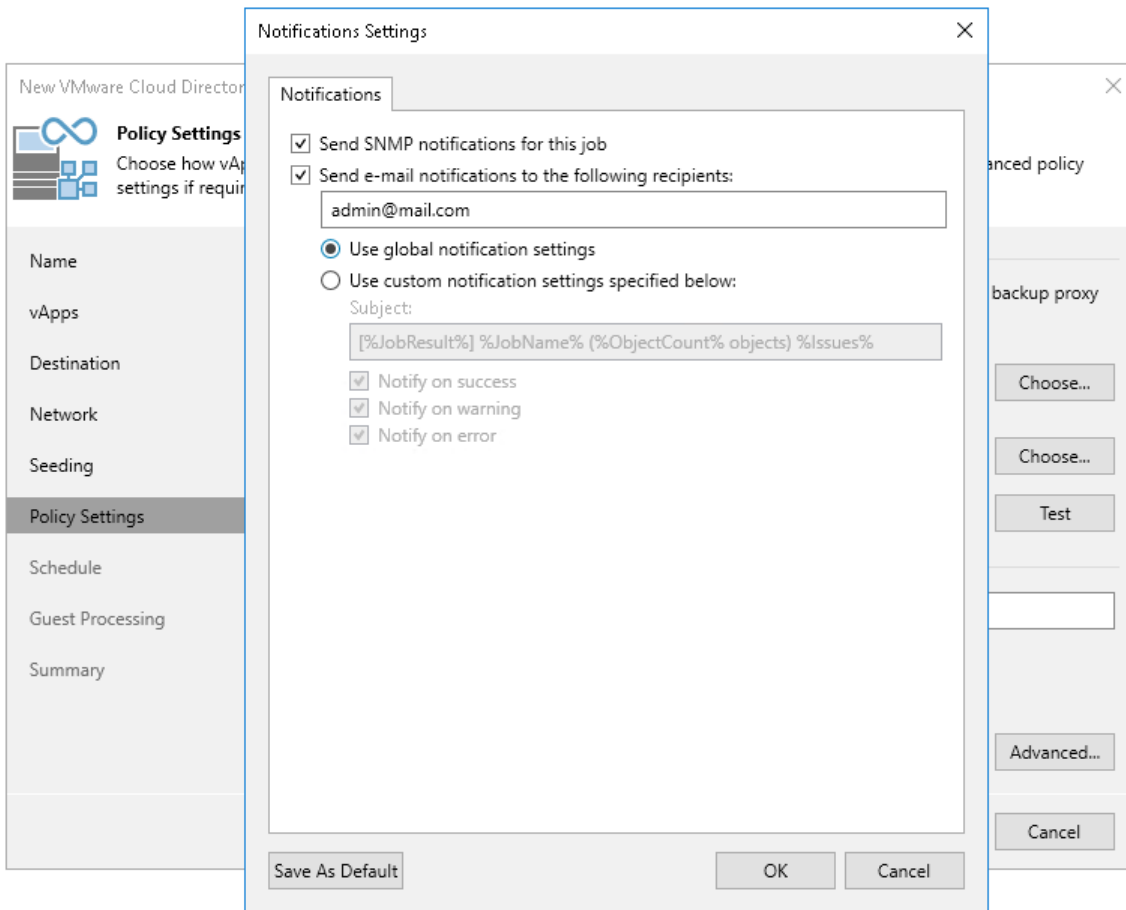 Notifications Settings
Notifications
Send SNMP notifications for this job
Send e-mail notifications to the following recipients:
admin@mail.com
Use global notification settings
Use custom notification settings specified below:
Subject:
[%JobResult%] %JobName% (%ObjectCount% objects) %Issues%
Notify on success
Notify on warning
Notify on error
Save As Default
OK
Cancel
New VMware Cloud Director
Policy Settings
Choose how
settings if
anced policy
Name
vApps
Destination
Network
Seeding
Policy Settings
Schedule
Guest Processing
Summary
backup proxy
Choose...
Choose...
Test
Advanced...
Cancel